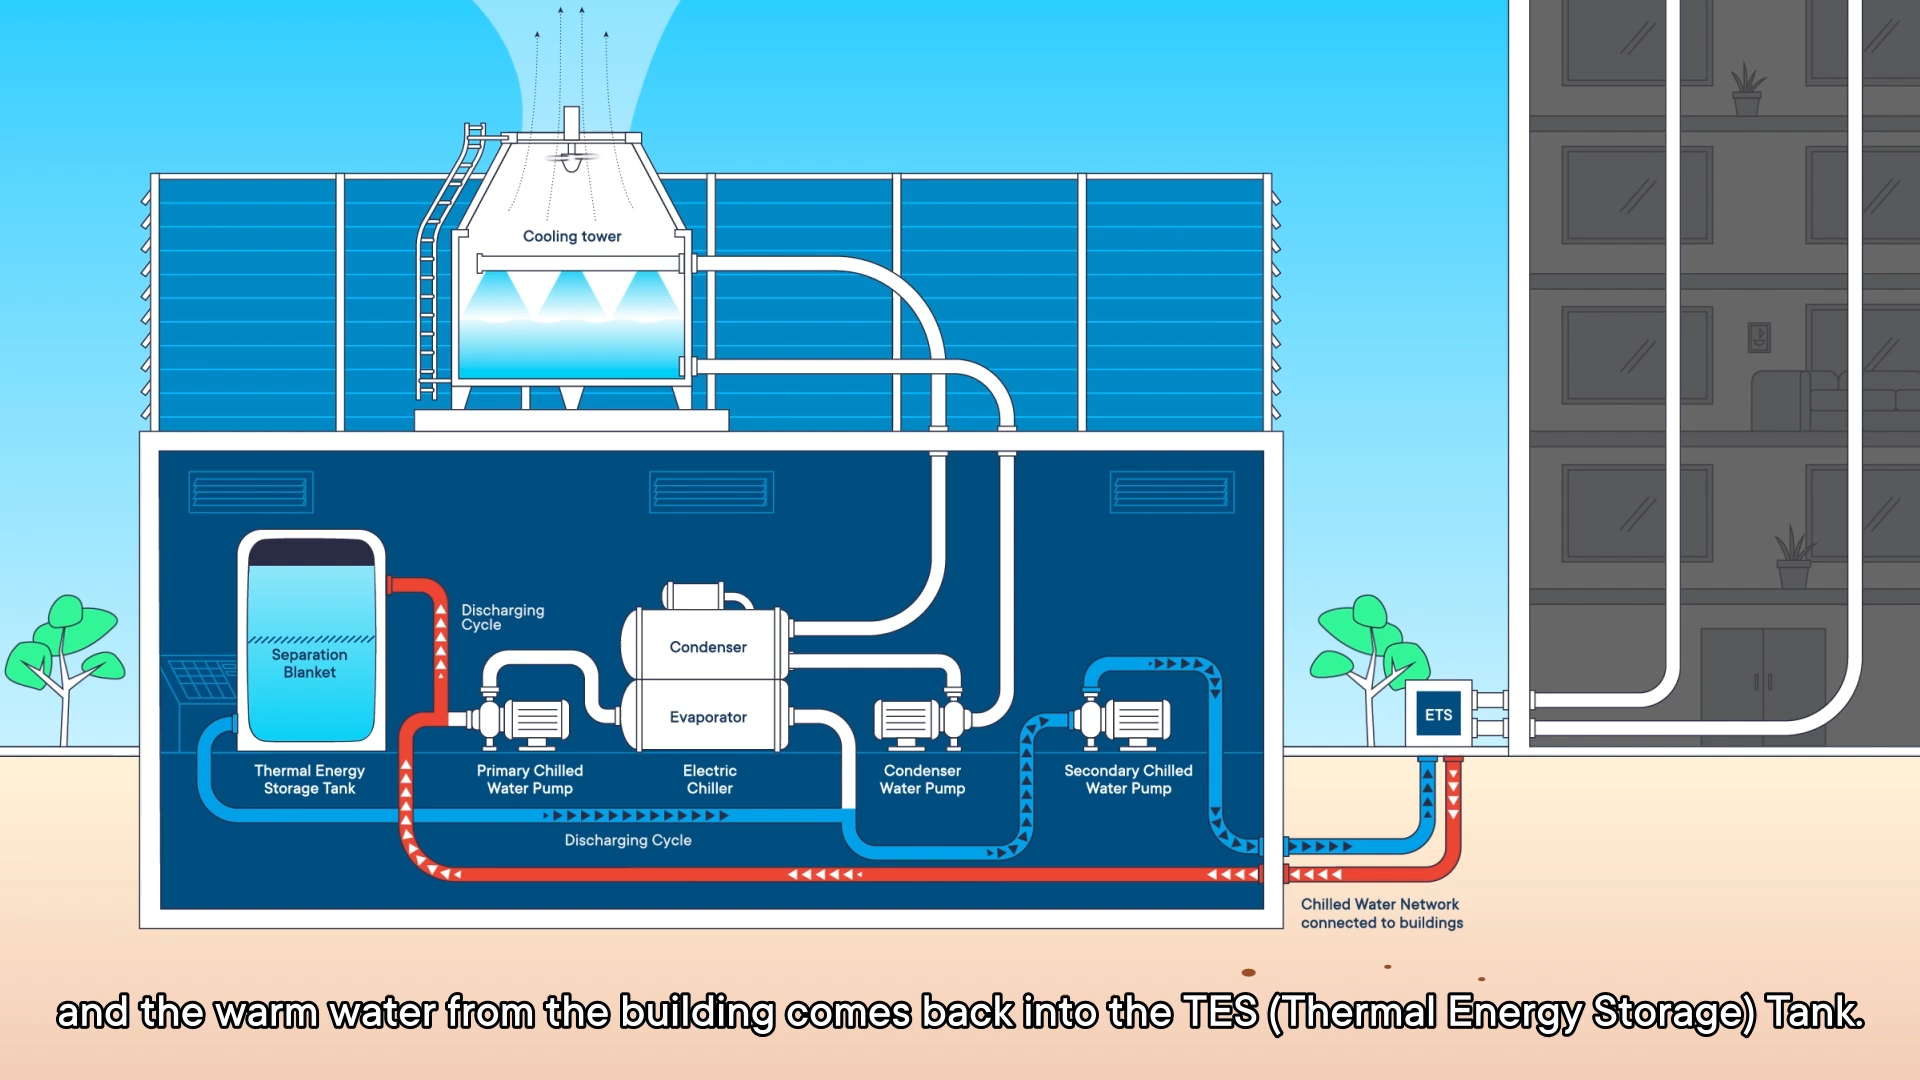 Cooling tower
Discharging
Cycle
Separation
Blanket
Condenser
Evaporator
ETS
Thermal Energy
Storage Tank
Primary Chilled
Water Pump
Electric
Chiller
Condenser
Water Pump
Secondary Chilled
Water Pump
Discharging Cycle
Chilled Water Network
connected to buildings
and the warm water from the building comes back into the TES (Thermal Energy Storage) Tank.